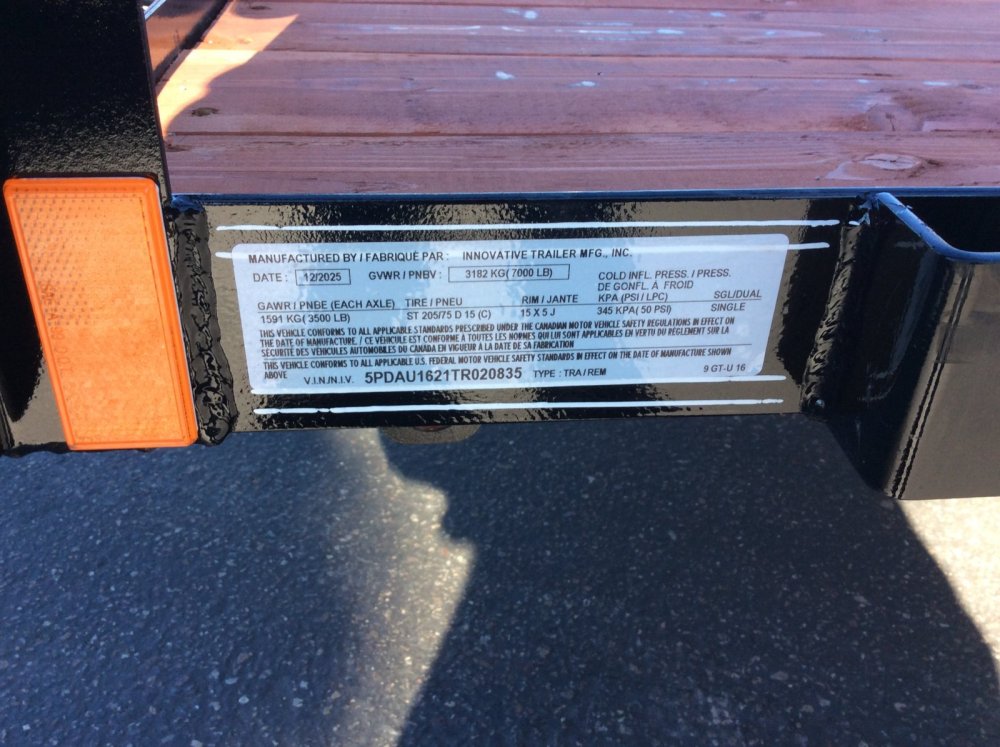 MANUFACTURED BY / FABRIQUÉ PAR : INNOVATIVE TRAILER MFG., INC.
DATE : 12/2025 GVWR / PNBV : 3182 KG( 7000 LB)
COLD INFL. PRESS. / PRESS.
DE GONFL. À FROID
GAWR / PNBE (EACH AXLE) TIRE / PNEU RIM / JANTE KPA (PSI / LPC) SGL/DUAL
1591 KG( 3500 LB) ST 205/75 D 15 (C) 15 X 5 J 345 KPA( 50 PSI) SINGLE
THIS VEHICLE CONFORMS TO ALL APPLICABLE STANDARDS PRESCRIBED UNDER THE CANADIAN MOTOR VEHICLE SAFETY REGULATIONS IN EFFECT ON
THE DATE OF MANUFACTURE. / CE VÉHICULE EST CONFORME À TOUTES LES NORMES QUI LUI SONT APPLICABLES EN VERTU DU RÈGLEMENT SUR LA
SÉCURITÉ DES VÉHICULES AUTOMOBILES DU CANADA EN VIGUEUR À LA DATE DE SA FABRICATION
THIS VEHICLE CONFORMS TO ALL APPLICABLE U.S. FEDERAL MOTOR VEHICLE SAFETY STANDARDS IN EFFECT ON THE DATE OF MANUFACTURE SHOWN
ABOVE
V.I.N./N.I.V. 5PDAU1621TR020835 TYPE : TRA / REM 9 GT-U 16